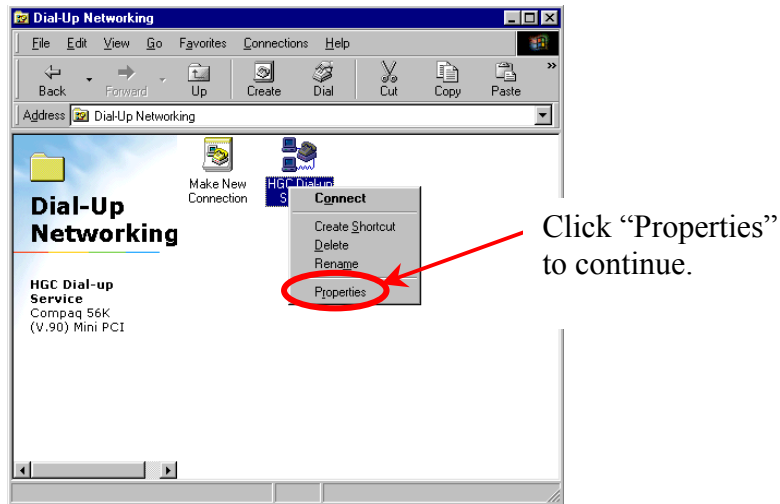 Dial-Up Networking
File Edit View Go Favorites Connections Help
Back Forward Up Create Dial Cut Copy Paste »
Address Dial-Up Networking
Make New
Connection
HGC Dial-up
S
Connect
Create Shortcut
Delete
Rename
Properties
Dial-Up
Networking
HGC Dial-up
Service
Compaq 56K
(V.90) Mini PCI
Click “Properties”
to continue.